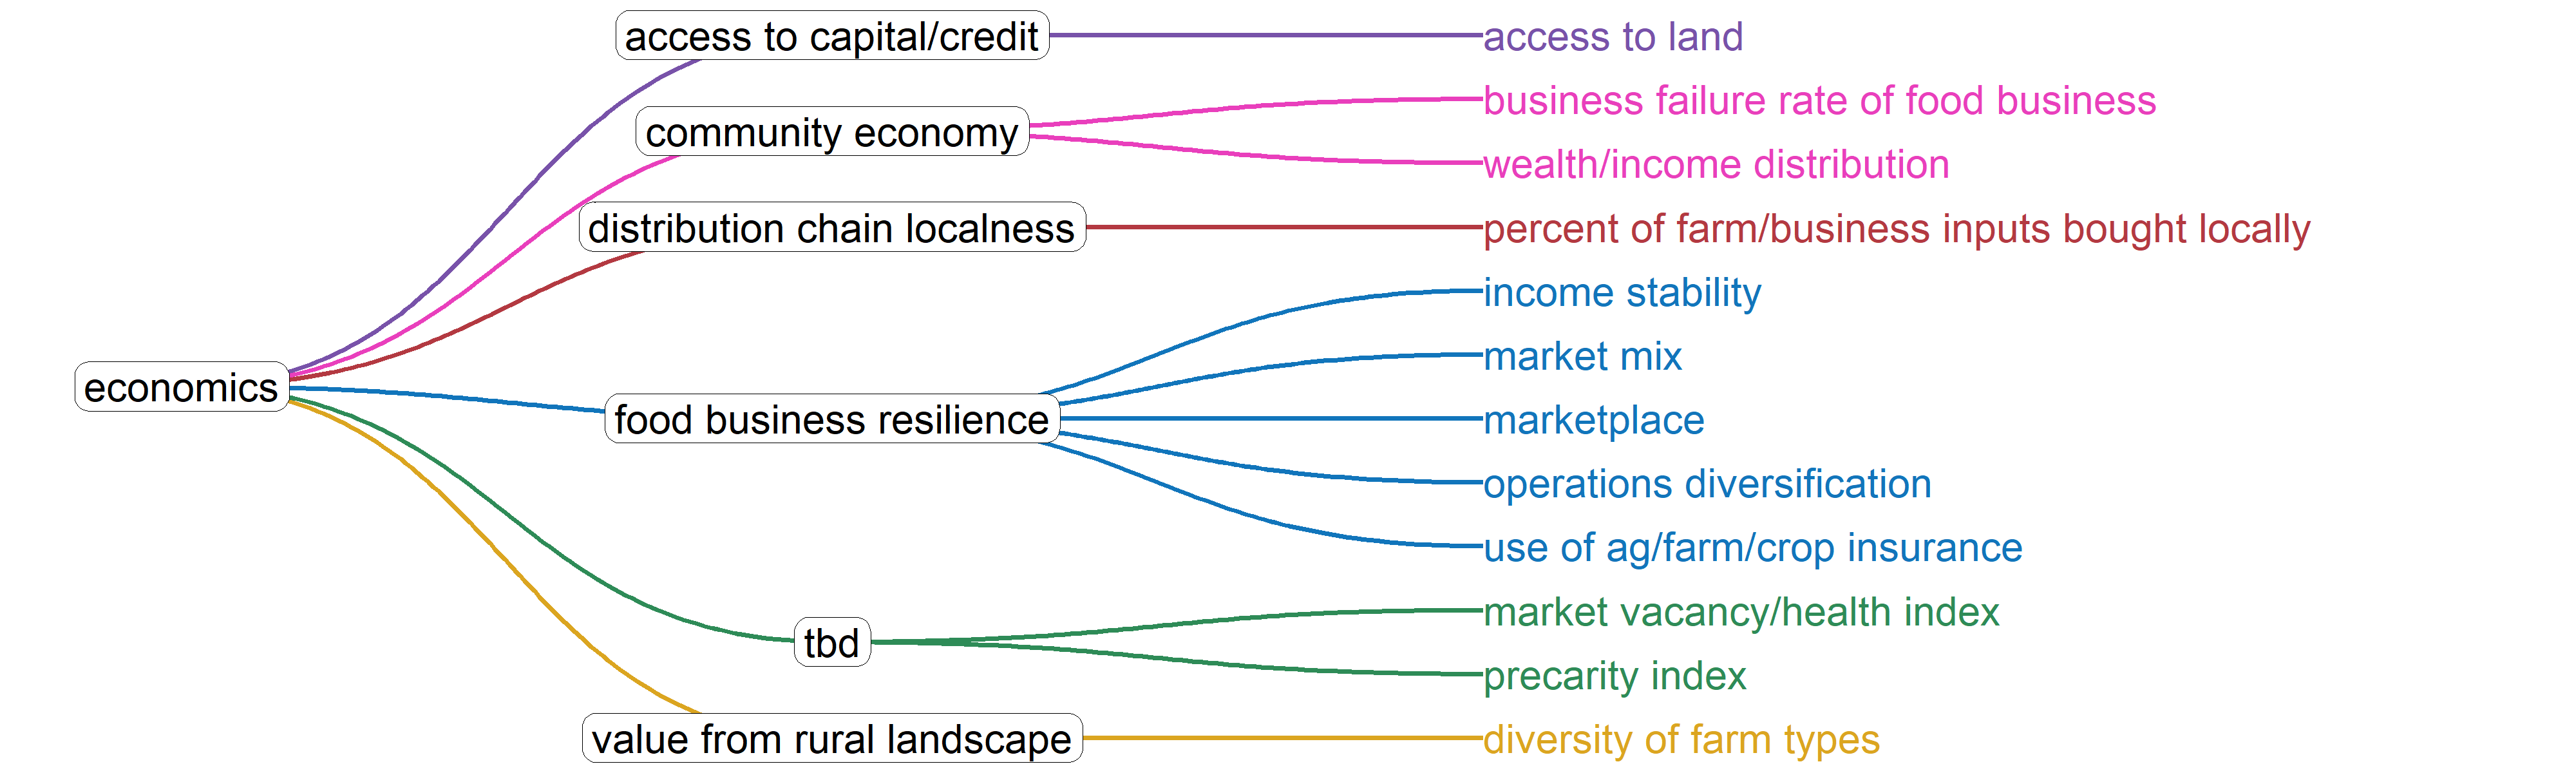 economics
access to capital/credit
community economy
distribution chain localness
food business resilience
tbd
value from rural landscape
access to land
business failure rate of food business
wealth/income distribution
percent of farm/business inputs bought locally
income stability
market mix
marketplace
operations diversification
use of ag/farm/crop insurance
market vacancy/health index
precarity index
diversity of farm types